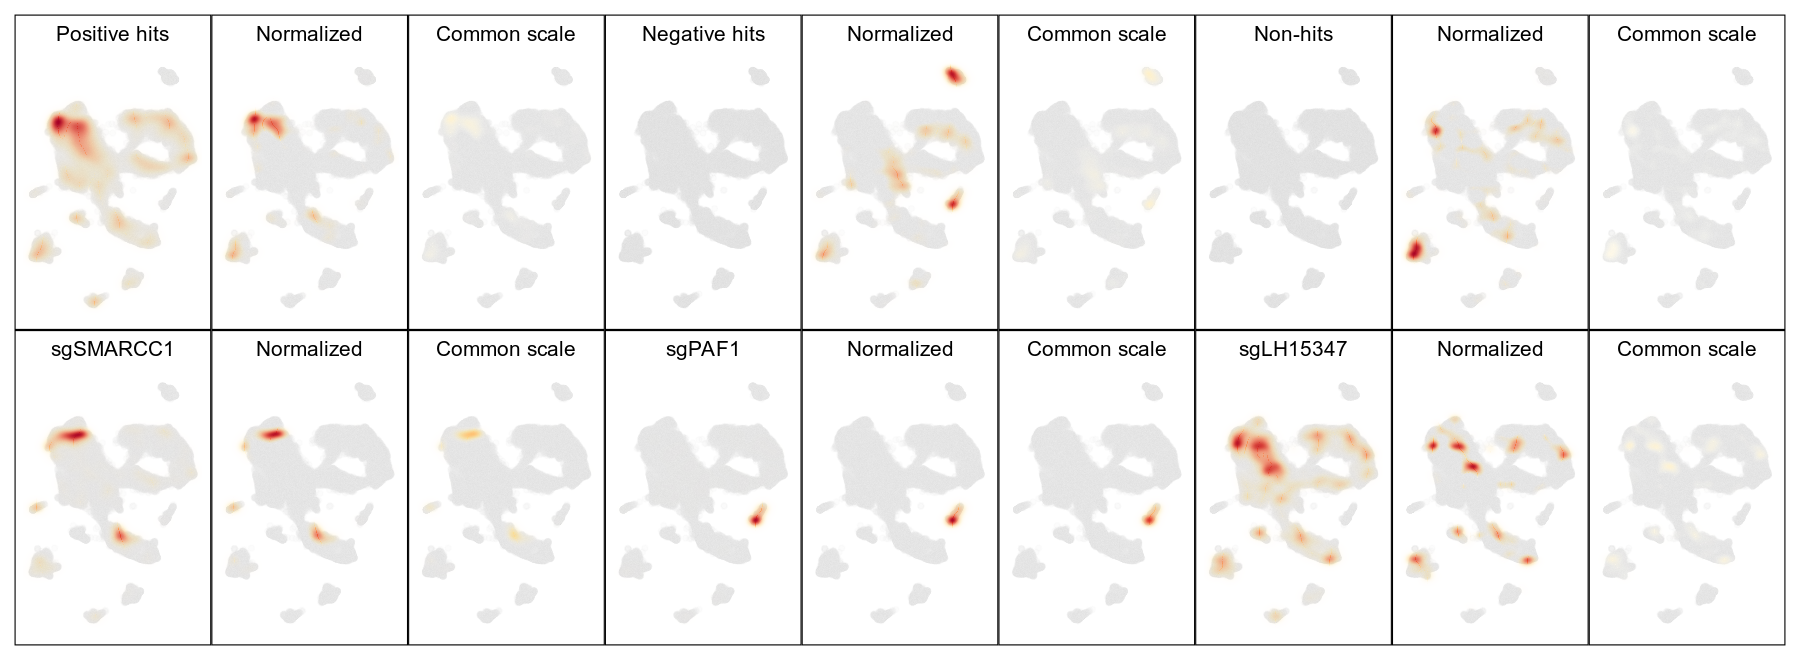 Positive hits Normalized Common scale Negative hits Normalized Common scale Non-hits Normalized Common scale
sgSMARCC1 Normalized Common scale sgPAF1 Normalized Common scale sgLH15347 Normalized Common scale